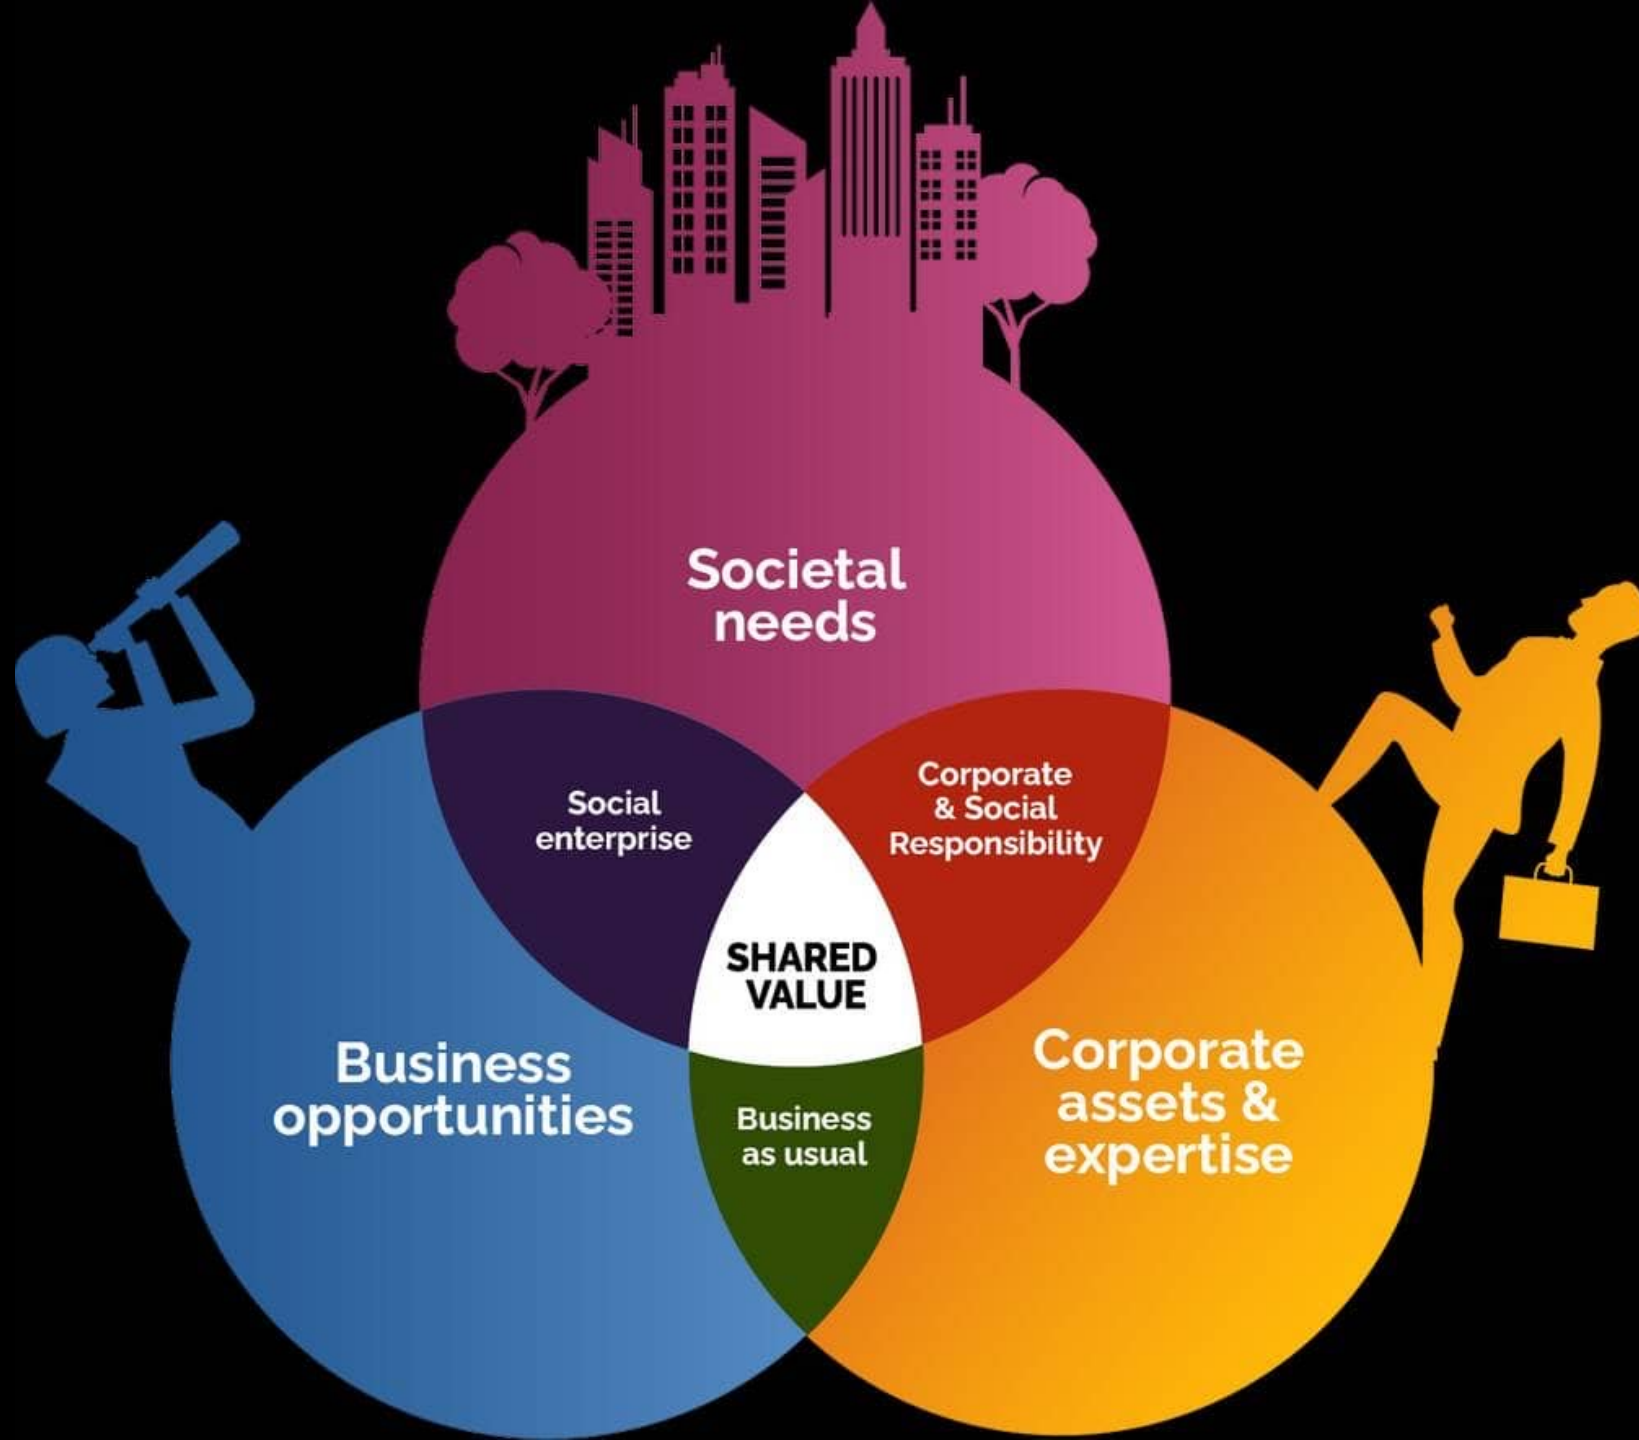 Societal
needs
Social
enterprise
Corporate
& Social
Responsibility
SHARED
VALUE
Business
opportunities
Corporate
assets &
expertise
Business
as usual